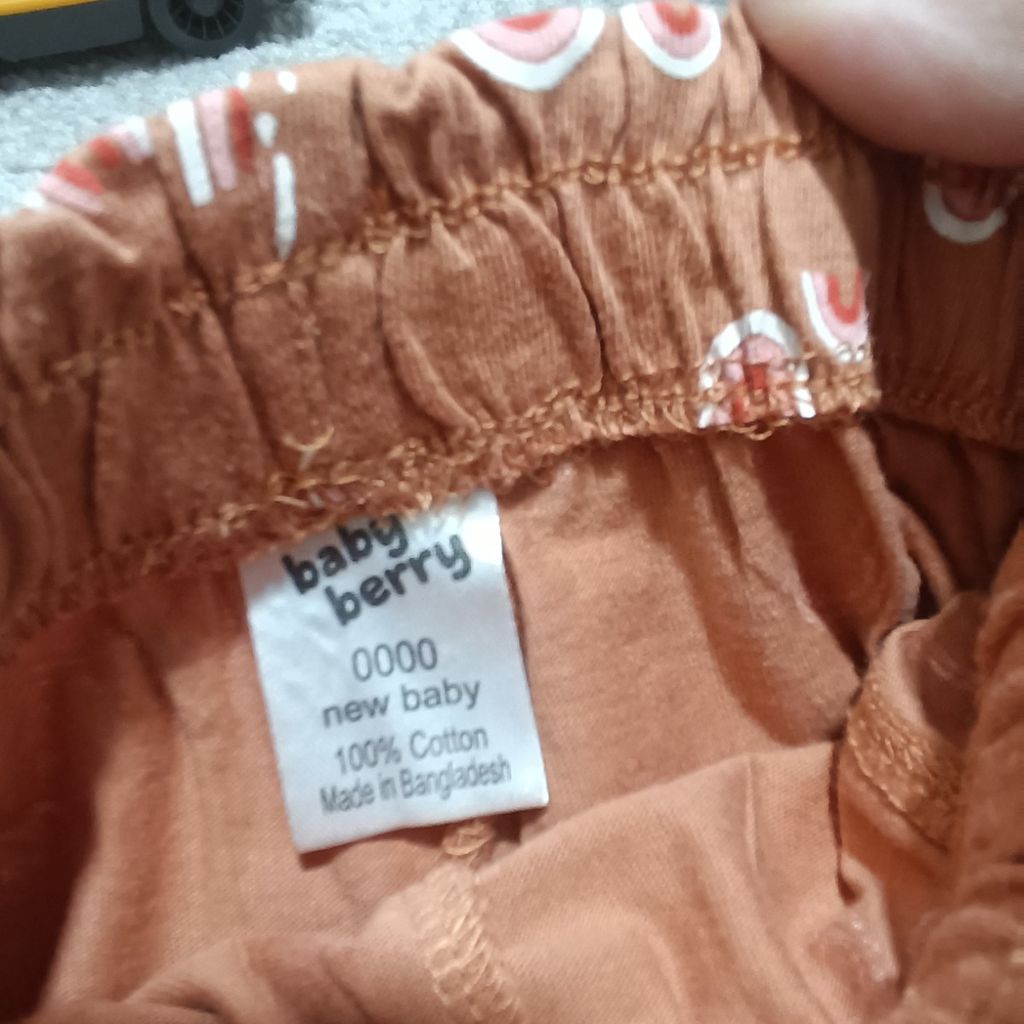 baby
berry
0000
new baby
100% Cotton
Made in Bangladesh